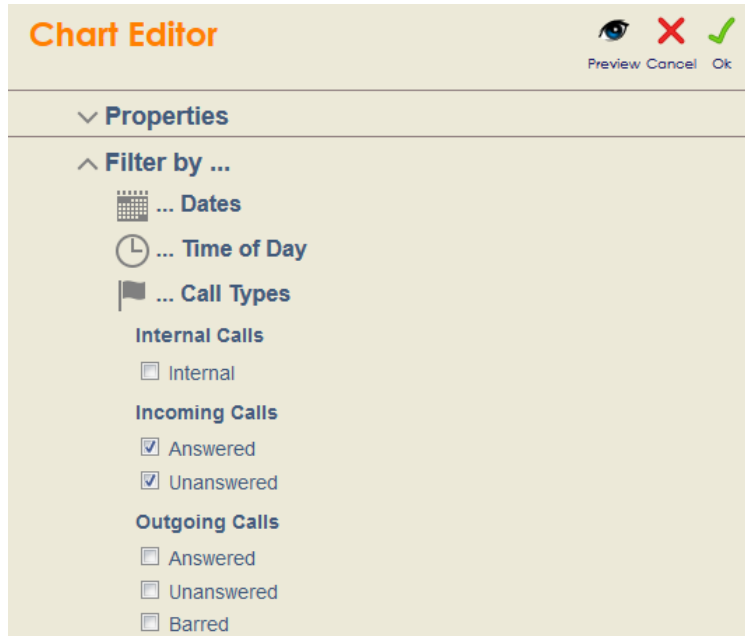 Chart Editor
Preview Cancel Ok
Properties
Filter by ...
... Dates
... Time of Day
... Call Types
Internal Calls
Internal
Incoming Calls
Answered
Unanswered
Outgoing Calls
Answered
Unanswered
Barred